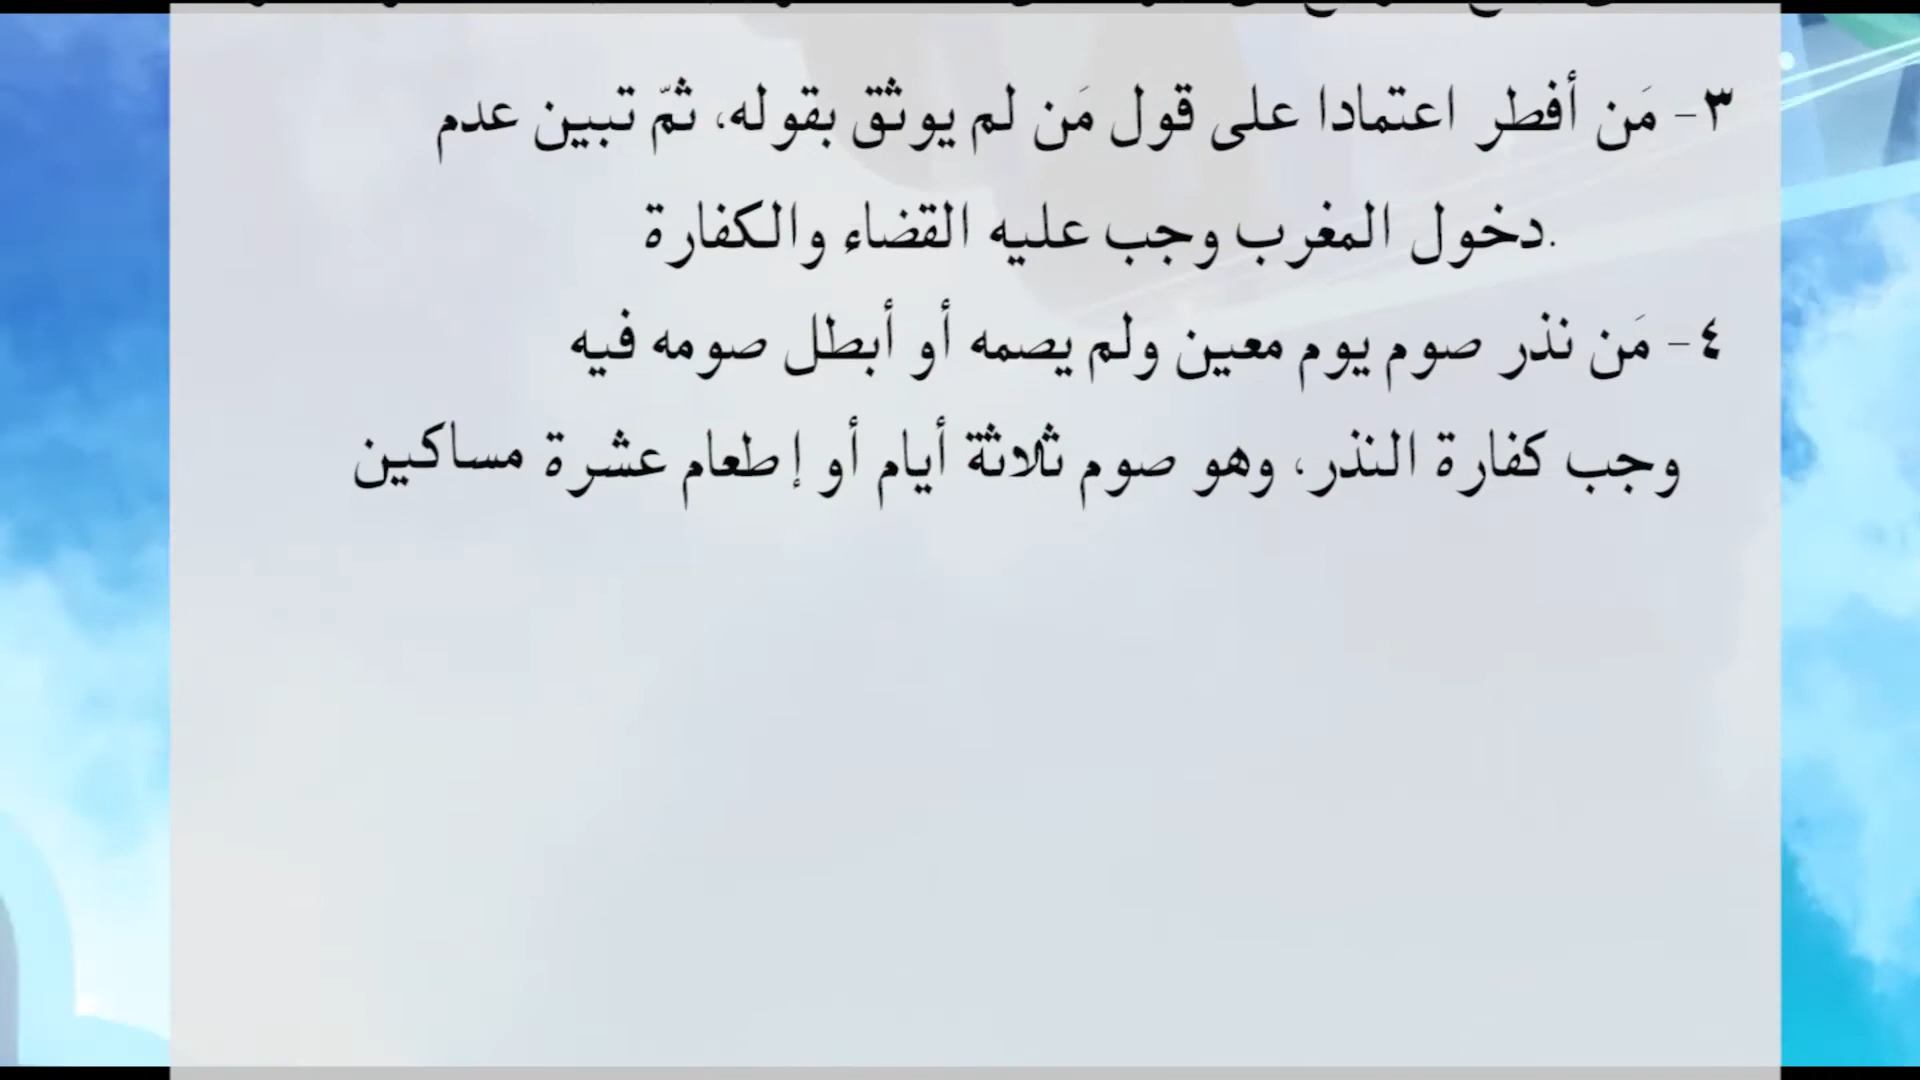 ٣- مَن أفطر اعتمادا على قول مَن لم يوثق بقوله، ثمّ تبين عدم
.دخول المغرب وجب عليه القضاء والكفارة
٤- مَن نذر صوم يوم معين ولم يصمه أو أبطل صومه فيه
وجب كفارة النذر، وهو صوم ثلاثة أيام أو إطعام عشرة مساكين